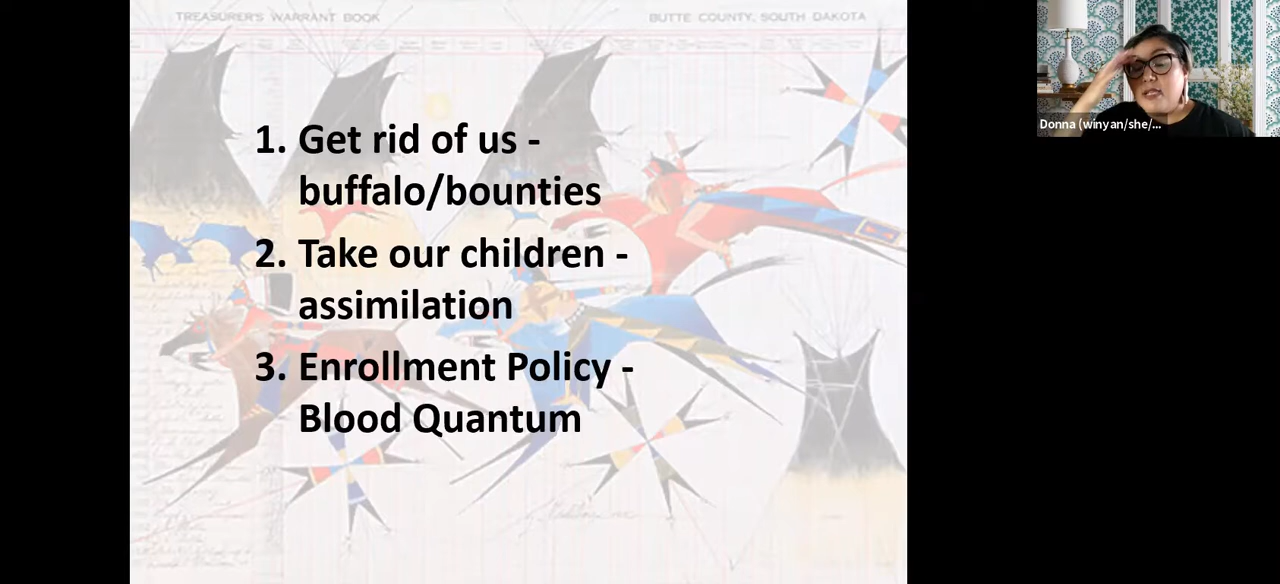 TREASURER'S WARRANT BOOK
BUTTE COUNTY, SOUTH DAKOTA
1. Get rid of us -
buffalo/bounties
2. Take our children -
assimilation
3. Enrollment Policy -
Blood Quantum
Donna (winyan/she/...